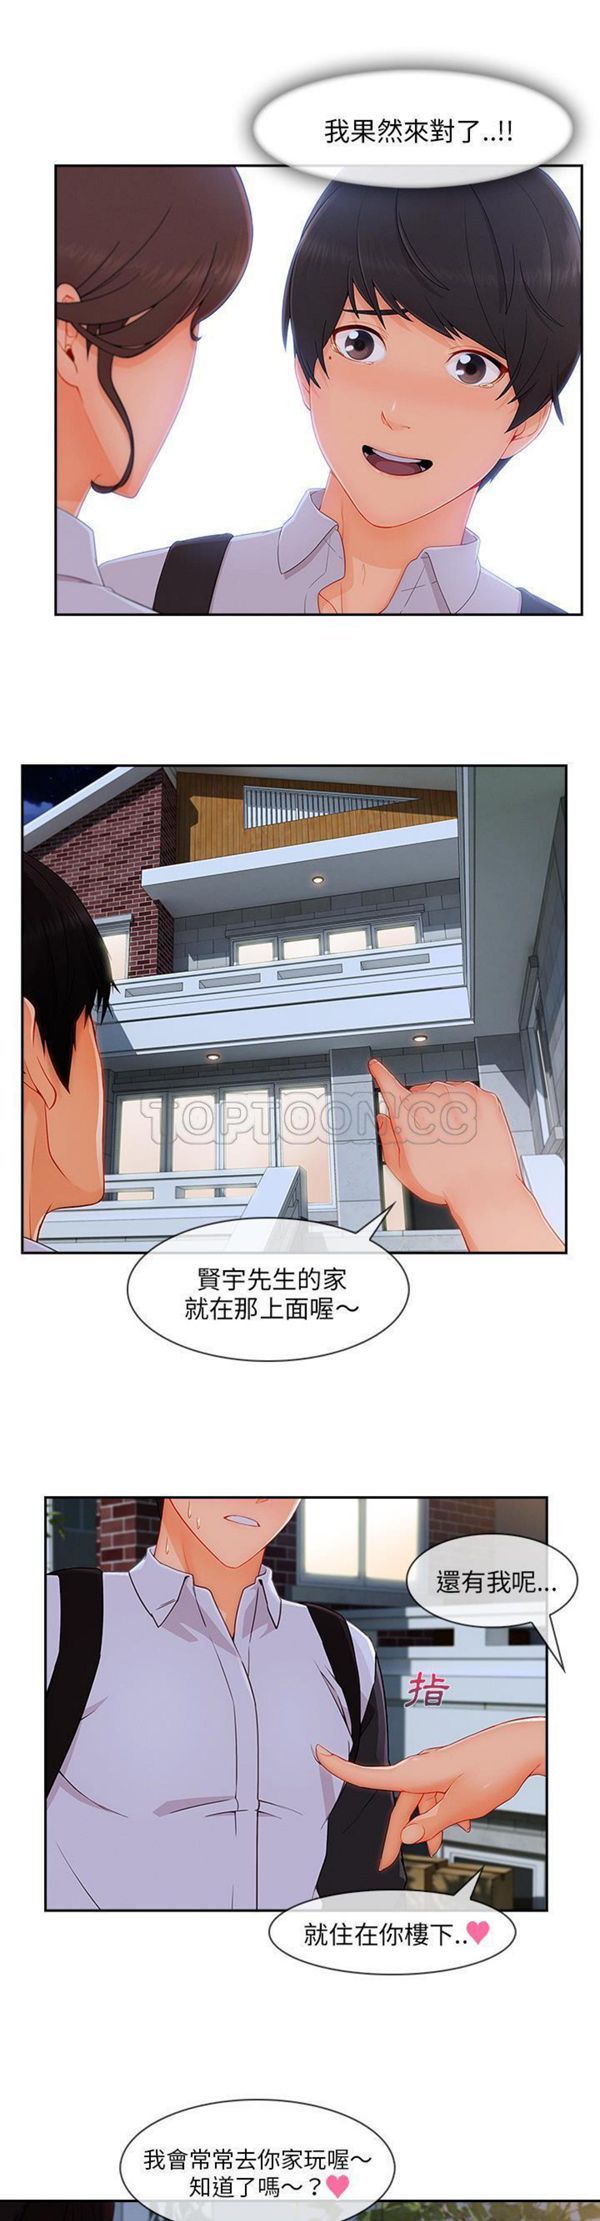 我果然來對了..!!
TOPTOON.CC
賢宇先生的家
就在那上面喔～
還有我呢...
指
就住在你樓下..♥
我會常常去你家玩喔～
知道了嗎～？♥